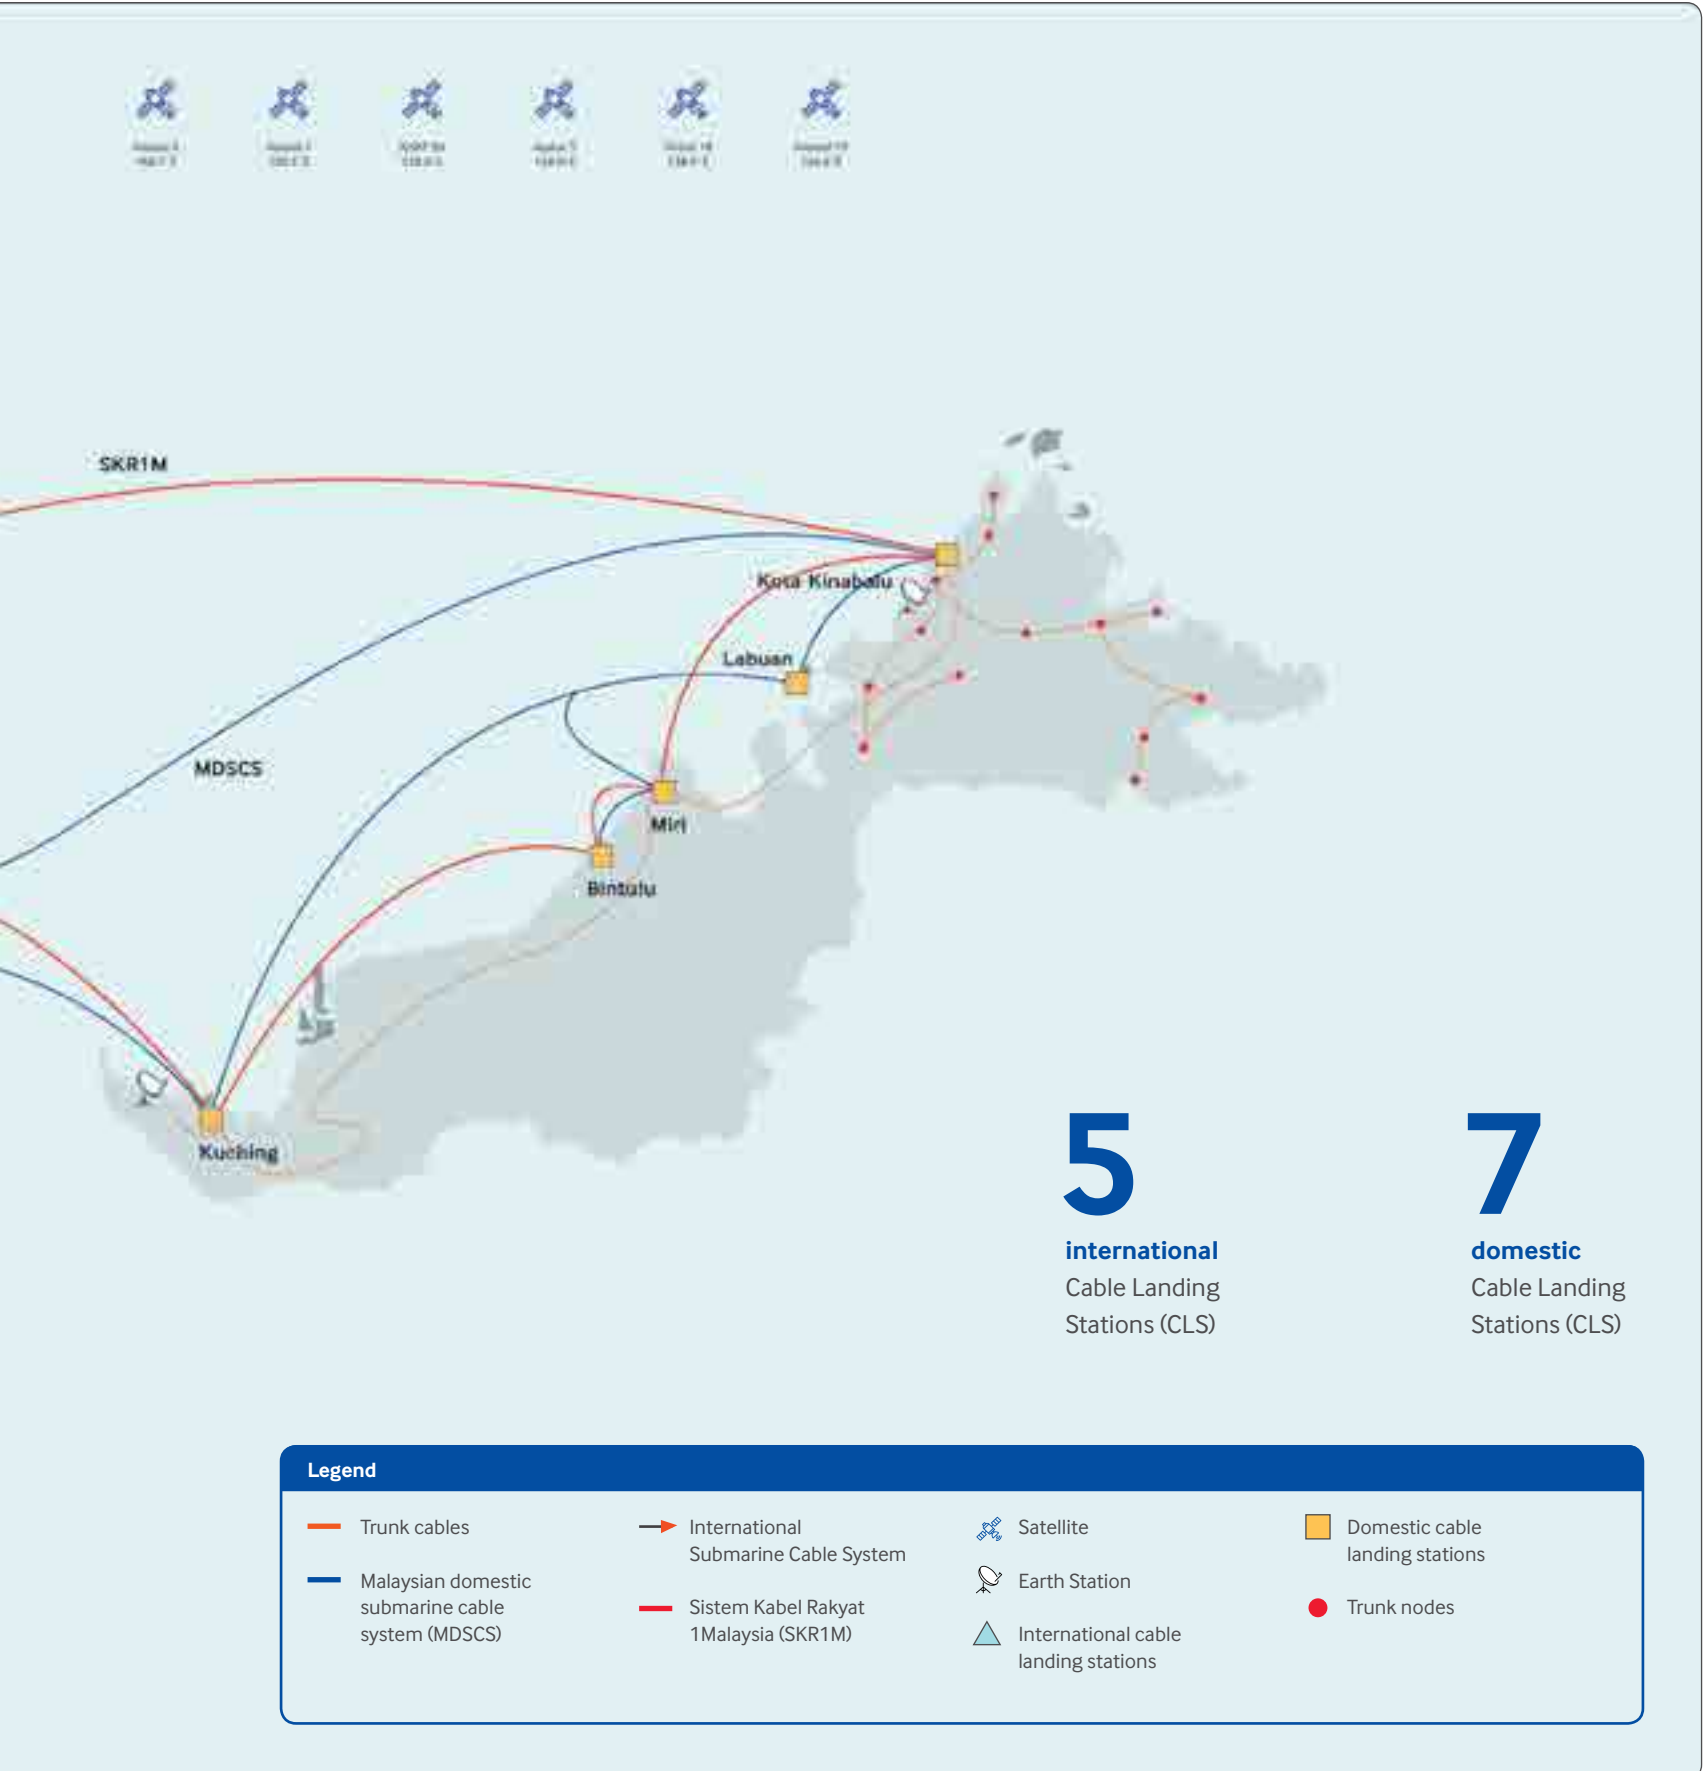 SKR1M
Kota Kinabalu
Labuan
MDSCS
Miri
Bintulu
Kuching
5
international
Cable Landing
Stations (CLS)
7
domestic
Cable Landing
Stations (CLS)
Legend
Trunk cables
Malaysian domestic
submarine cable
system (MDSCS)
International
Submarine Cable System
Sistem Kabel Rakyat
1Malaysia (SKR1M)
Satellite
Earth Station
International cable
landing stations
Domestic cable
landing stations
Trunk nodes